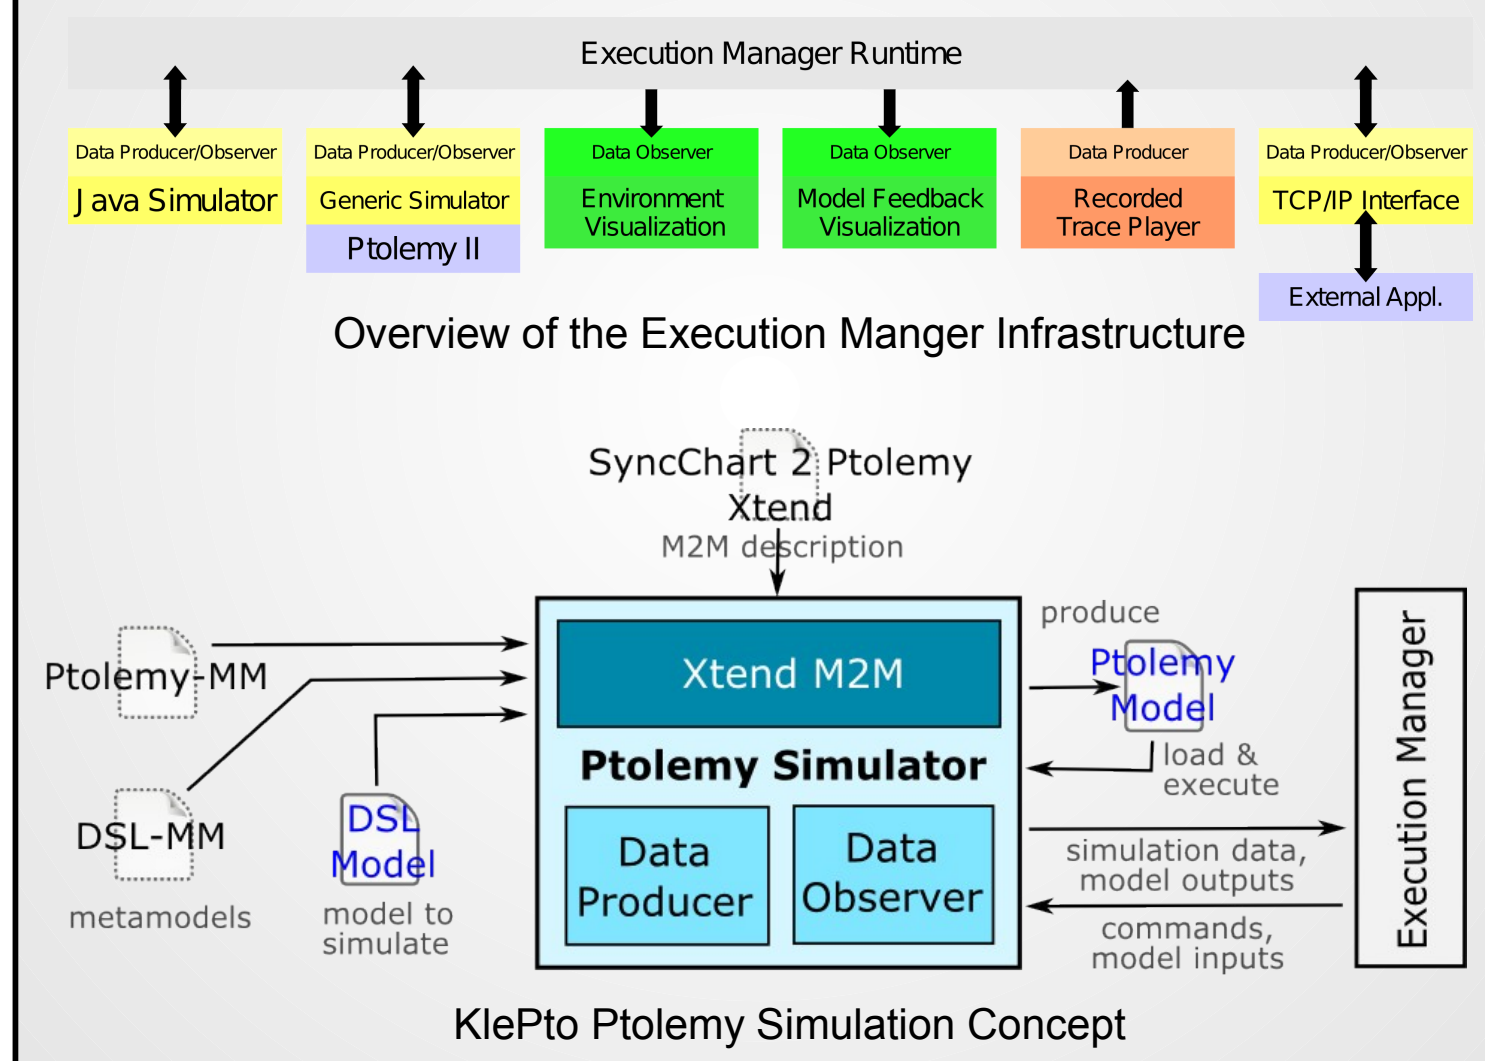 Execution Manager Runtime
Data Producer/Observer
Java Simulator
Data Producer/Observer
Generic Simulator
Ptolemy II
Data Observer
Environment
Visualization
Data Observer
Model Feedback
Visualization
Data Producer
Recorded
Trace Player
Data Producer/Observer
TCP/IP Interface
External Appl.
Overview of the Execution Manger Infrastructure
SyncChart 2 Ptolemy
Xtend
M2M description
Ptolemy-MM
DSL-MM
metamodels
DSL
Model
model to
simulate
Xtend M2M
Ptolemy Simulator
Data
Producer
Data
Observer
produce
Ptolemy
Model
load &
execute
simulation data,
model outputs
commands,
model inputs
Execution Manager
KlePto Ptolemy Simulation Concept